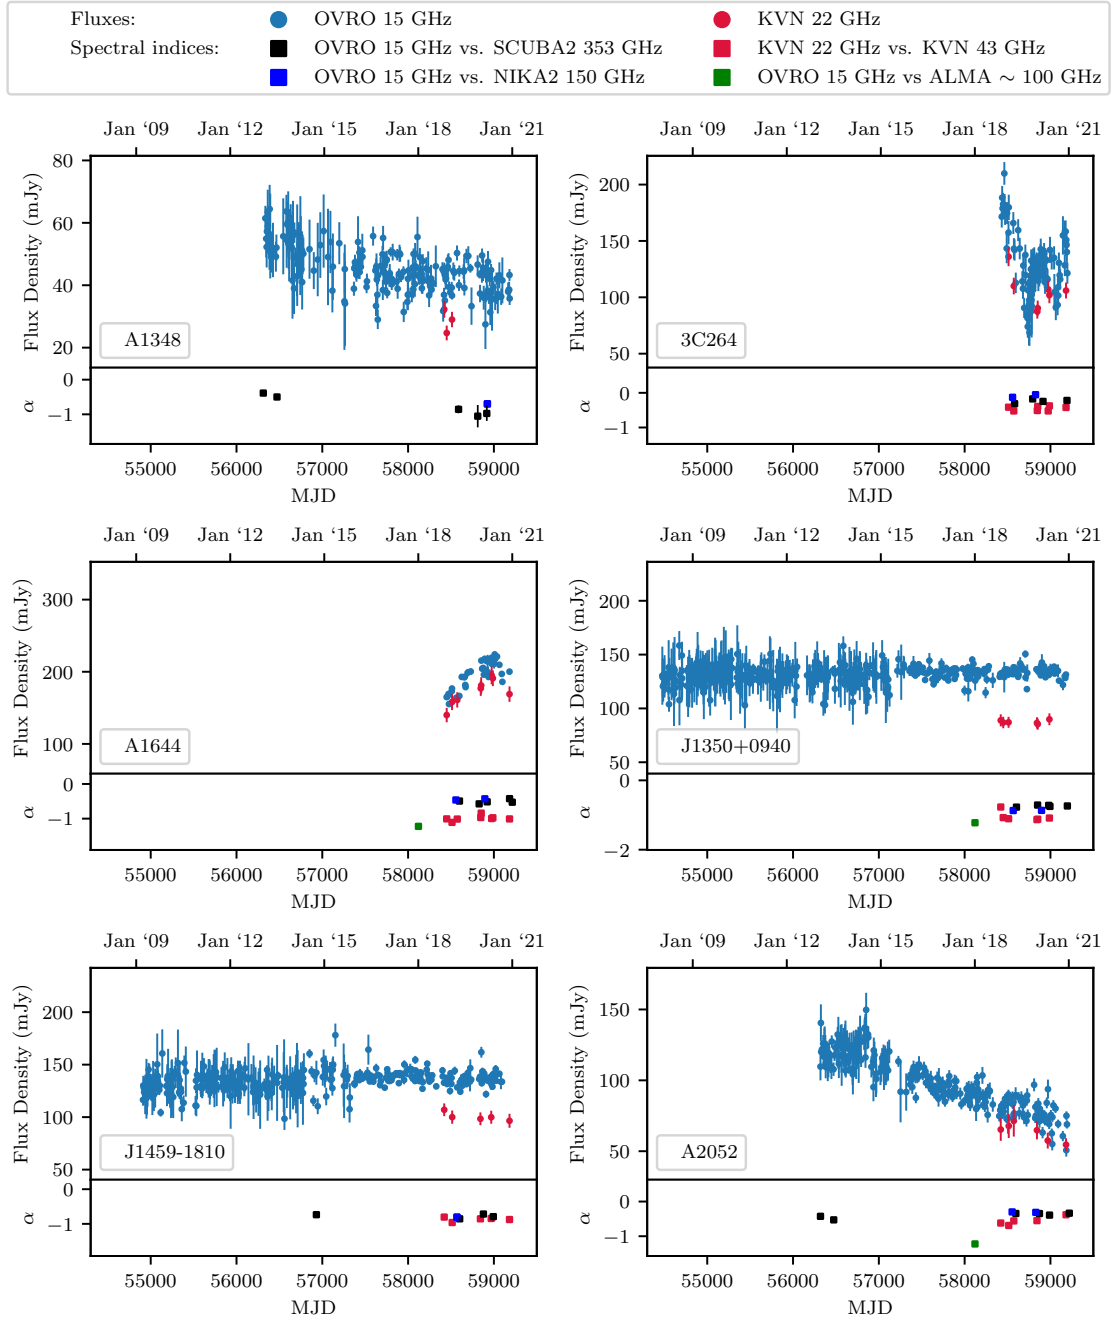 Fluxes: OVRO 15 GHz KVN 22 GHz
Spectral indices: OVRO 15 GHz vs. SCUBA2 353 GHz KVN 22 GHz vs. KVN 43 GHz
OVRO 15 GHz vs. NIKA2 150 GHz OVRO 15 GHz vs ALMA ∼ 100 GHz
Jan ‘09 Jan ‘12 Jan ‘15 Jan ‘18 Jan ‘21
80
60
40
20
Flux Density (mJy)
A1348
0
−1
α
55000 56000 57000 58000 59000
MJD
Jan ‘09 Jan ‘12 Jan ‘15 Jan ‘18 Jan ‘21
200
150
100
50
Flux Density (mJy)
3C264
0
−1
α
55000 56000 57000 58000 59000
MJD
Jan ‘09 Jan ‘12 Jan ‘15 Jan ‘18 Jan ‘21
300
200
100
Flux Density (mJy)
A1644
0
−1
α
55000 56000 57000 58000 59000
MJD
Jan ‘09 Jan ‘12 Jan ‘15 Jan ‘18 Jan ‘21
200
150
100
50
Flux Density (mJy)
J1350+0940
0
−2
α
55000 56000 57000 58000 59000
MJD
Jan ‘09 Jan ‘12 Jan ‘15 Jan ‘18 Jan ‘21
200
150
100
50
Flux Density (mJy)
J1459-1810
0
−1
α
55000 56000 57000 58000 59000
MJD
Jan ‘09 Jan ‘12 Jan ‘15 Jan ‘18 Jan ‘21
150
100
50
Flux Density (mJy)
A2052
0
−1
α
55000 56000 57000 58000 59000
MJD